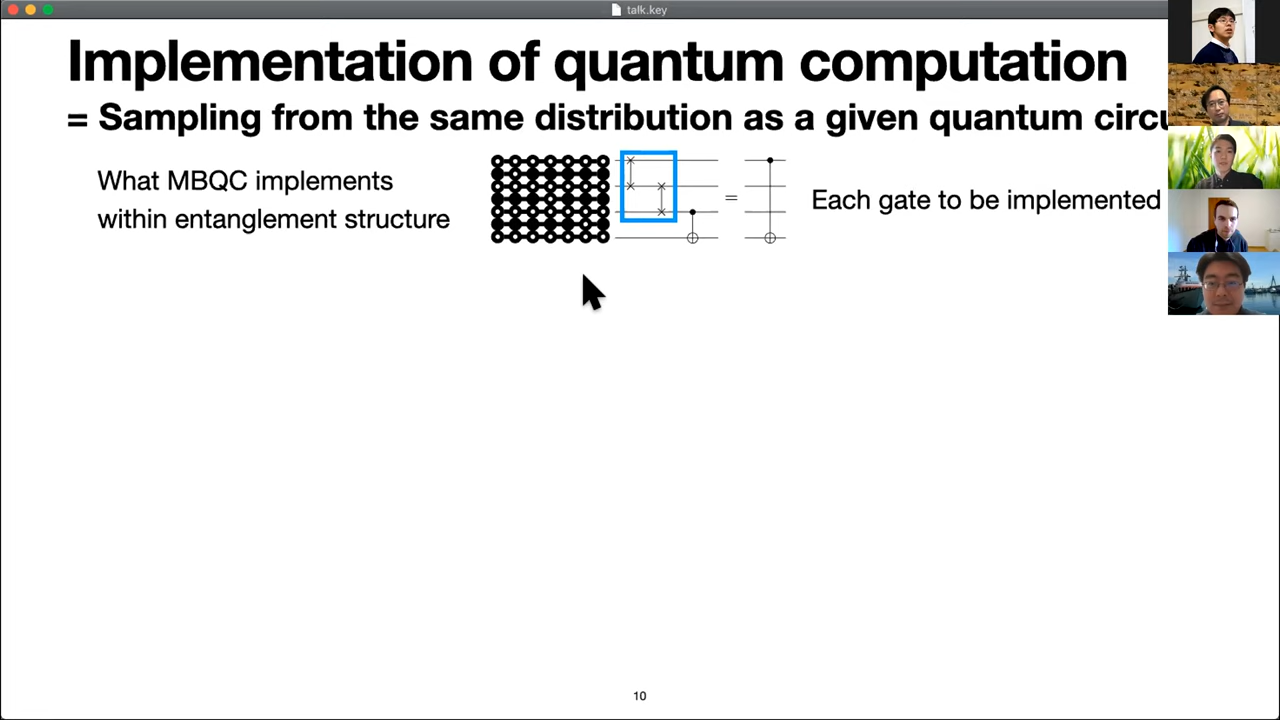 talk.key
Implementation of quantum computation
= Sampling from the same distribution as a given quantum
What MBQC implements
within entanglement structure
=
Each gate to be implemented
10